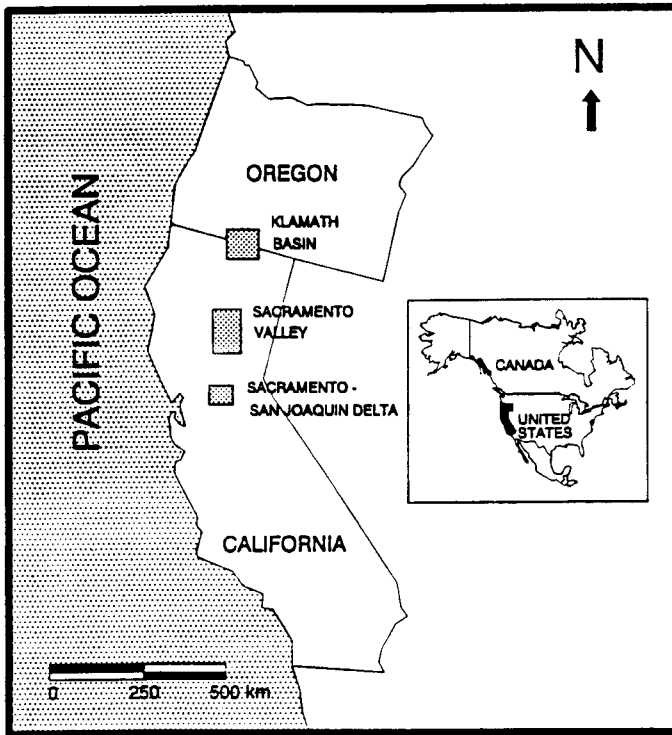 N
OREGON
KLAMATH
BASIN
PACIFIC OCEAN
SACRAMENTO
VALLEY
SACRAMENTO -
SAN JOAQUIN DELTA
CANADA
UNITED
STATES
CALIFORNIA
0 250 500 km